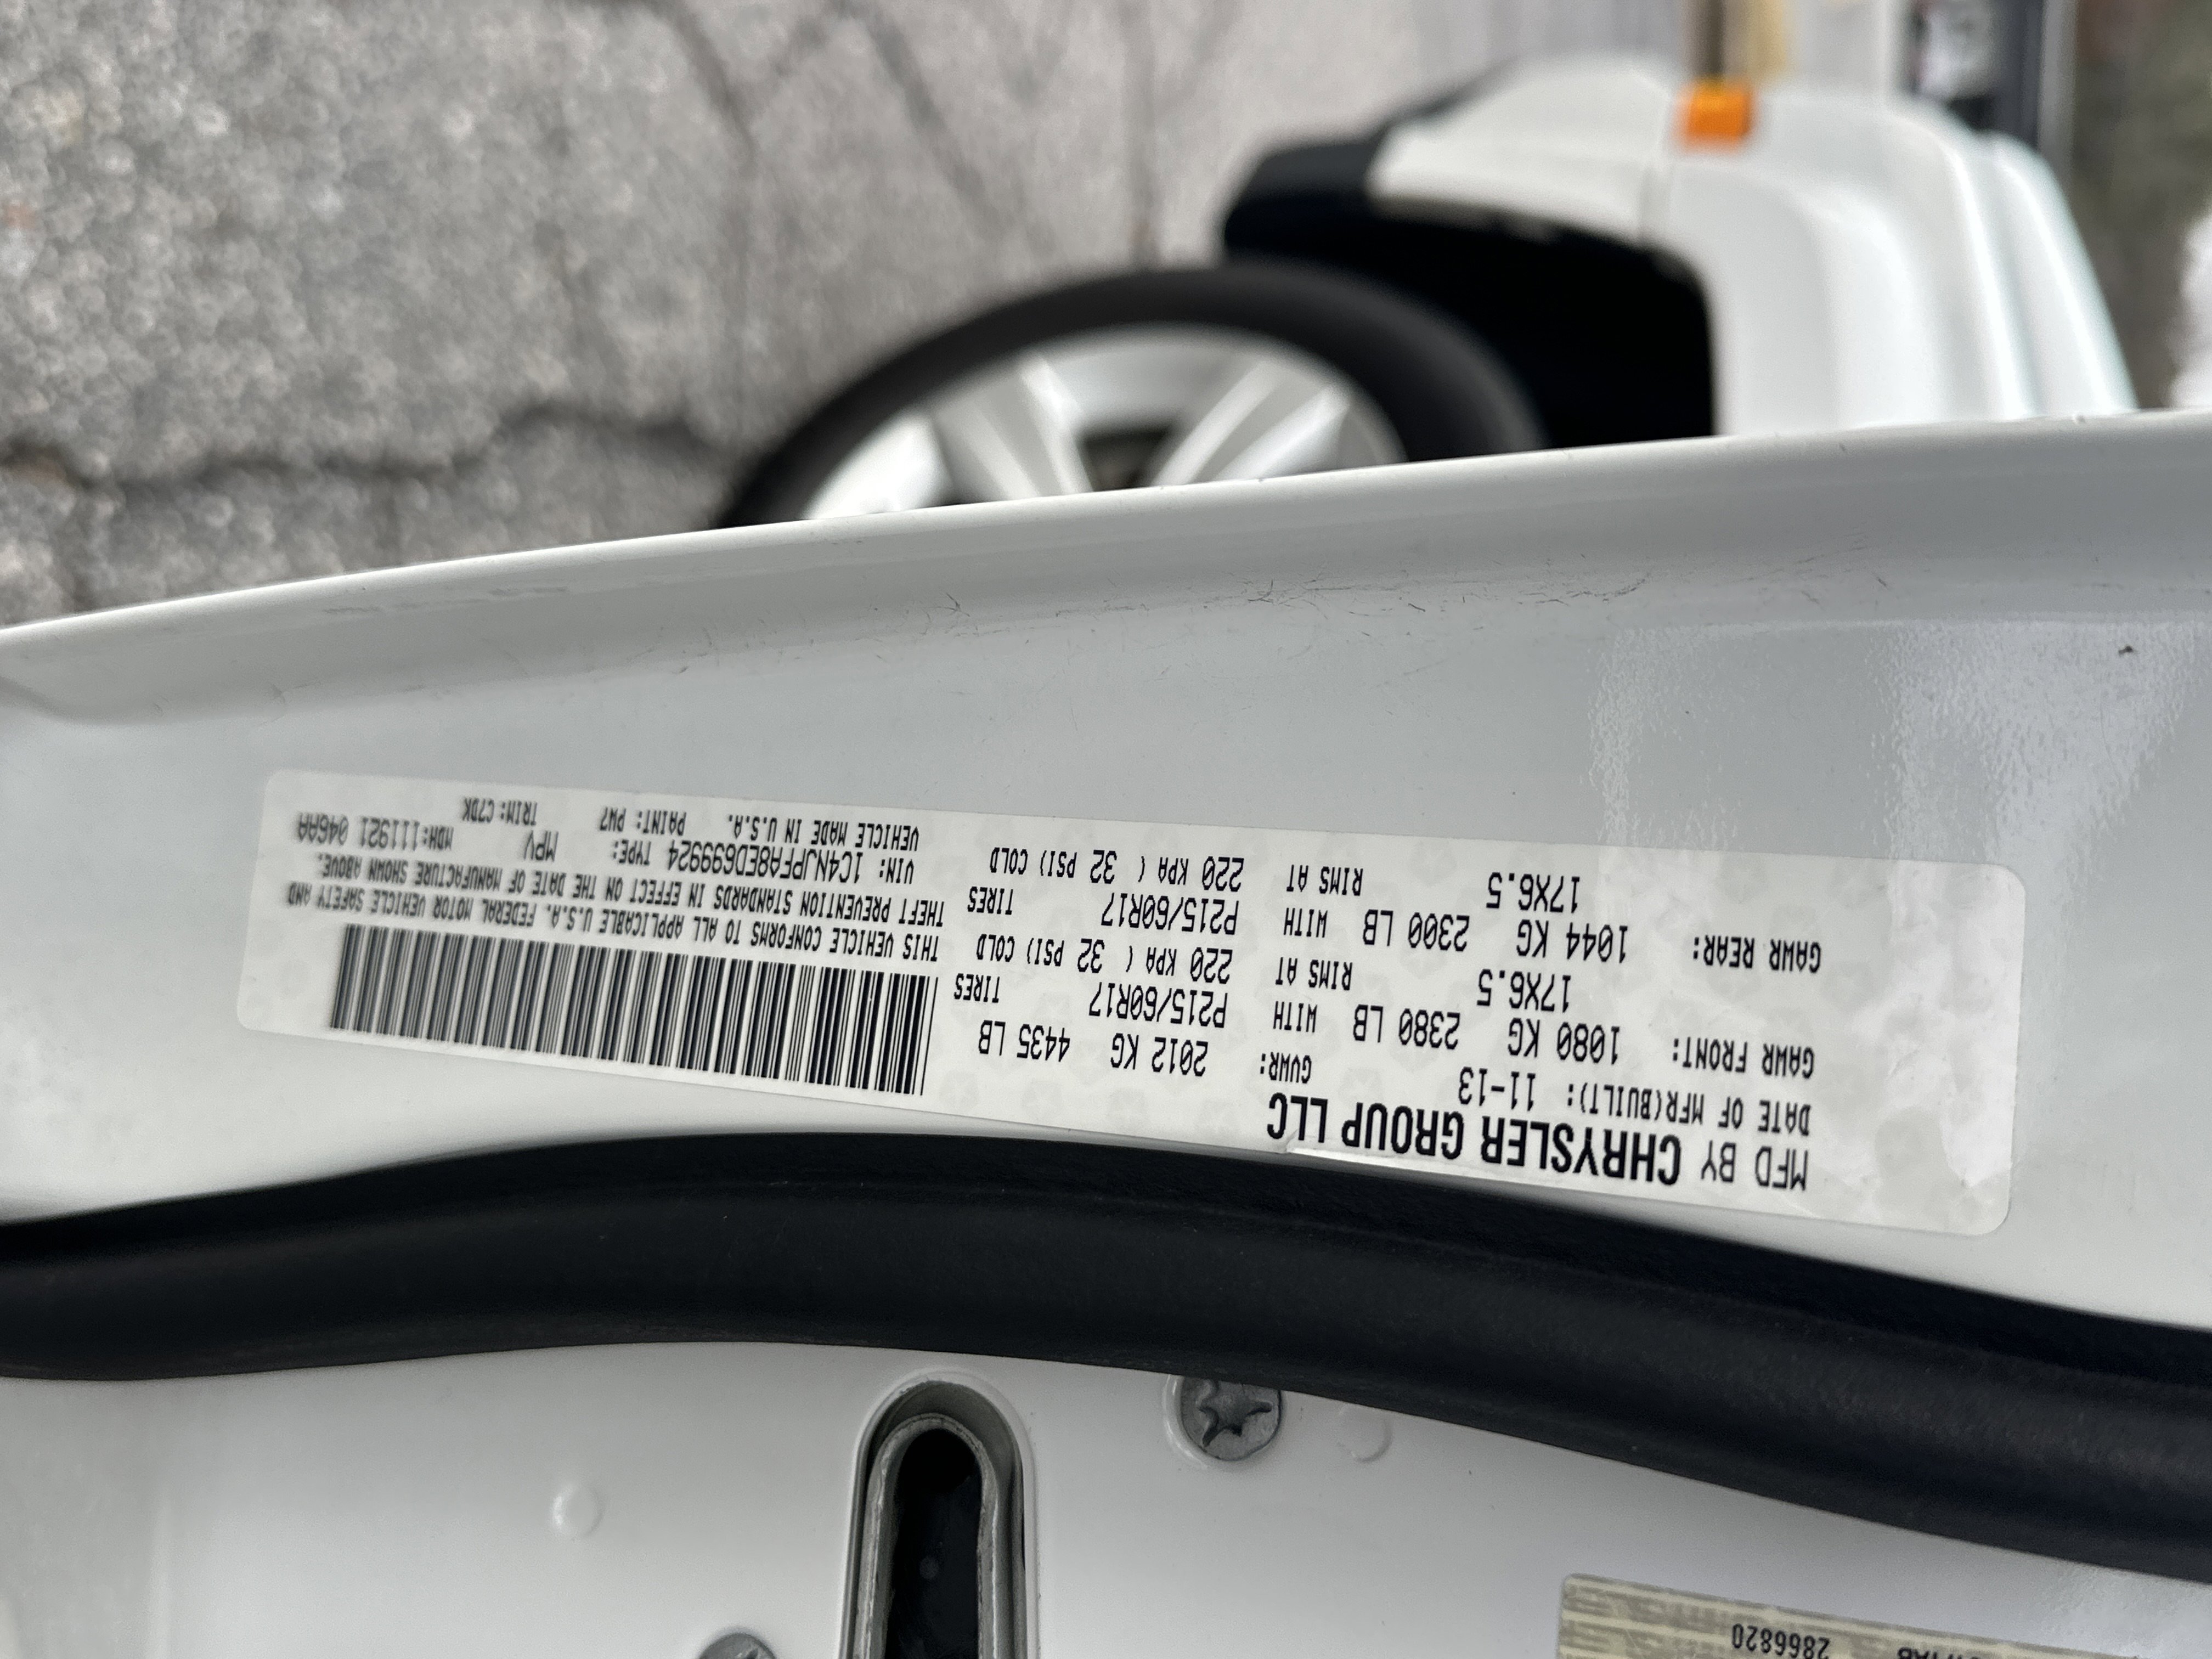 MFD BY CHRYSLER GROUP LLC
DATE OF MFR(BUILT): 11-13 GVWR: 2012 KG 4435 LB
GAWR FRONT: 1080 KG 2380 LB WITH P215/60R17 TIRES
17X6.5 RIMS AT 220 KPA ( 32 PSI) COLD
GAWR REAR: 1044 KG 2300 LB WITH P215/60R17 TIRES
17X6.5 RIMS AT 220 KPA ( 32 PSI) COLD
THIS VEHICLE CONFORMS TO ALL APPLICABLE U.S.A. FEDERAL MOTOR VEHICLE SAFETY AND
THEFT PREVENTION STANDARDS IN EFFECT ON THE DATE OF MANUFACTURE SHOWN ABOVE.
VIN: 1C4NJPFA8ED699924 TYPE: MPV MDH:111921 046AA
VEHICLE MADE IN U.S.A. PAINT: PW7 TRIM: C7DK
2866820